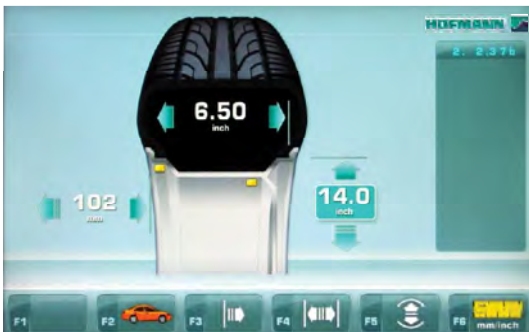 HOFMANN
2. 2.37b
6.50
inch
102
mm
14.0
inch
F1
F2
F3
F4
F5
F6
mm/inch